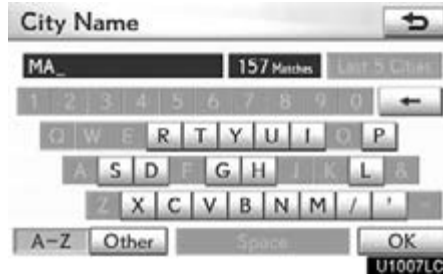 City Name
MA_ 157 Matches Last 5 Cities
1 2 3 4 5 6 7 8 9 0 ←
Q W E R T Y U I O P
A S D F G H J K L &
Z X C V B N M / ' -
A-Z Other Space OK
U1007LC